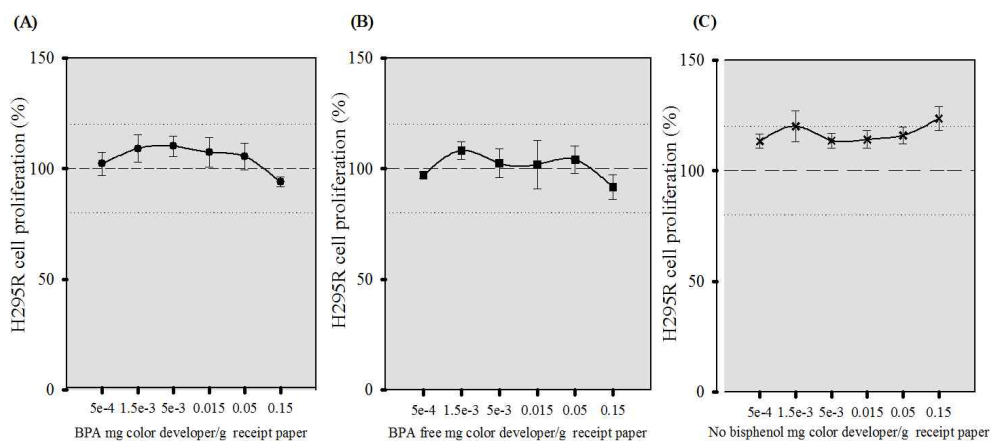 (A)
150
100
50
0
H295R cell proliferation (%)
5e-4 1.5e-3 5e-3 0.015 0.05 0.15
BPA mg color developer/g receipt paper
(B)
150
100
50
0
H295R cell proliferation (%)
5e-4 1.5e-3 5e-3 0.015 0.05 0.15
BPA free mg color developer/g receipt paper
(C)
150
100
50
0
H295R cell proliferation (%)
5e-4 1.5e-3 5e-3 0.015 0.05 0.15
No bisphenol mg color developer/g receipt paper